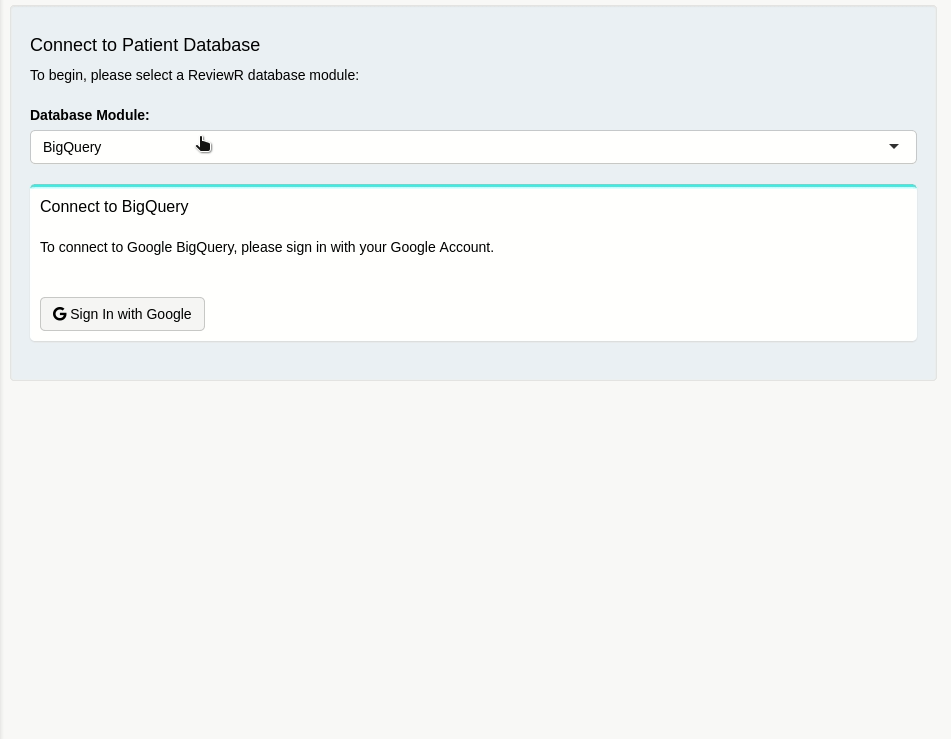 Connect to Patient Database
To begin, please select a ReviewR database module:
Database Module:
BigQuery
Connect to BigQuery
To connect to Google BigQuery, please sign in with your Google Account.
Sign In with Google